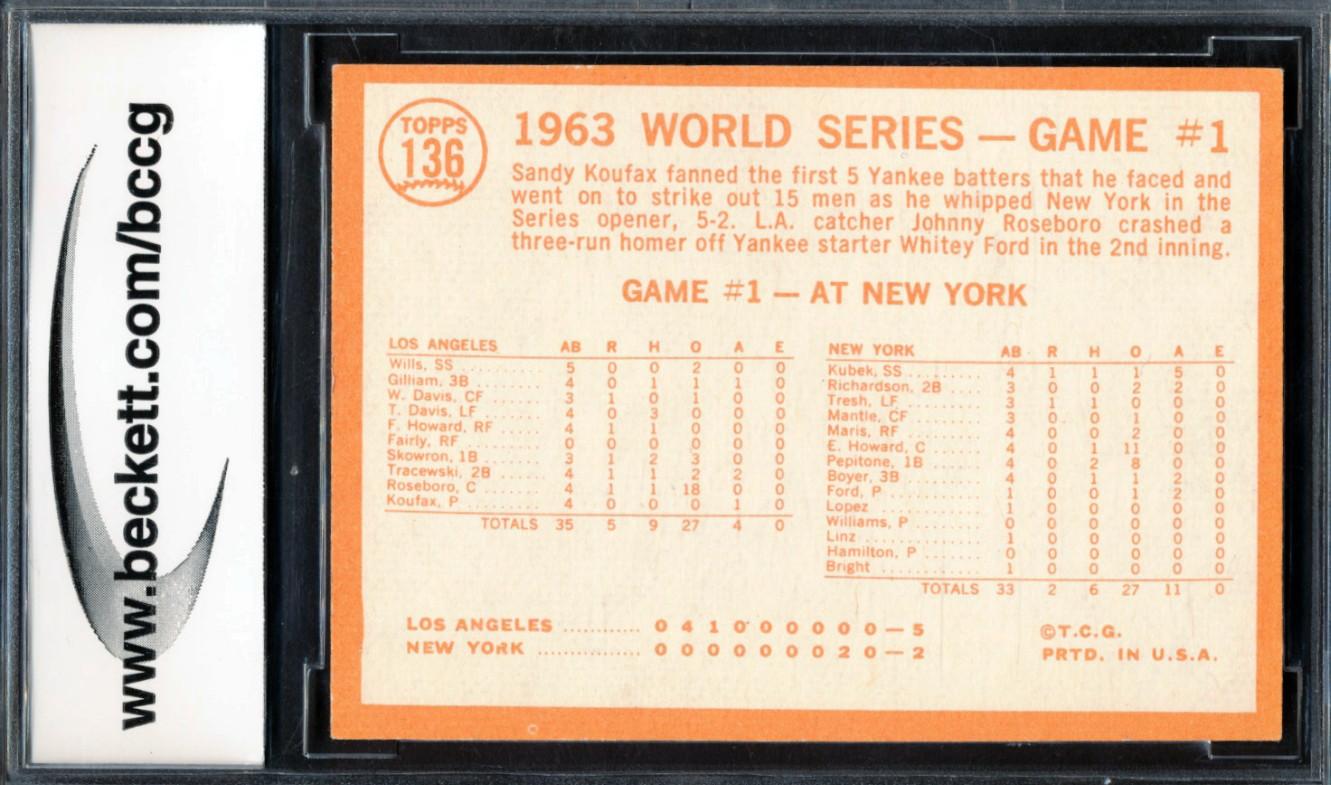 www.beckett.com/bccg
TOPPS
136
1963 WORLD SERIES — GAME #1
Sandy Koufax fanned the first 5 Yankee batters that he faced and
went on to strike out 15 men as he whipped New York in the
Series opener, 5-2. L.A. catcher Johnny Roseboro crashed a
three-run homer off Yankee starter Whitey Ford in the 2nd inning.
GAME #1 — AT NEW YORK
LOS ANGELES AB R H O A E
Wills, SS .......... 5 0 0 2 0 0
Gilliam, 3B ........ 4 0 1 1 1 0
W. Davis, CF ....... 3 1 0 1 0 0
T. Davis, LF ....... 4 0 3 0 0 0
F. Howard, RF ...... 4 1 1 0 0 0
Fairly, RF ......... 0 0 0 0 0 0
Skowron, 1B ........ 3 1 2 3 0 0
Tracewski, 2B ...... 4 1 1 2 2 0
Roseboro, C ........ 4 1 1 18 0 0
Koufax, P .......... 4 0 0 0 1 0
TOTALS 35 5 9 27 4 0
NEW YORK AB R H O A E
Kubek, SS .......... 4 1 1 1 5 0
Richardson, 2B ..... 3 0 0 2 2 0
Tresh, LF .......... 3 1 1 0 0 0
Mantle, CF ......... 3 0 0 1 0 0
Maris, RF .......... 4 0 0 2 0 0
E. Howard, C ....... 4 0 1 11 0 0
Pepitone, 1B ....... 4 0 2 8 0 0
Boyer, 3B .......... 4 0 1 1 2 0
Ford, P ............ 1 0 0 1 2 0
Lopez .............. 1 0 0 0 0 0
Williams, P ........ 0 0 0 0 0 0
Linz ............... 1 0 0 0 0 0
Hamilton, P ........ 0 0 0 0 0 0
Bright ............. 1 0 0 0 0 0
TOTALS 33 2 6 27 11 0
LOS ANGELES ........... 0 4 1 0 0 0 0 0 0 — 5
NEW YORK .............. 0 0 0 0 0 0 0 2 0 — 2
©T.C.G.
PRTD. IN U.S.A.